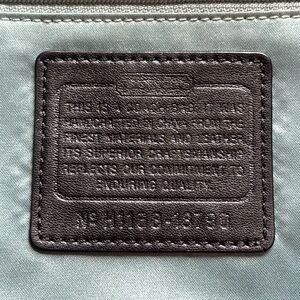 THIS IS A COACH BAG. IT WAS
HANDCRAFTED IN CHINA FROM THE
FINEST MATERIALS AND LEATHER.
ITS SUPERIOR CRAFTSMANSHIP
REFLECTS OUR COMMITMENT TO
ENDURING QUALITY.
Nº